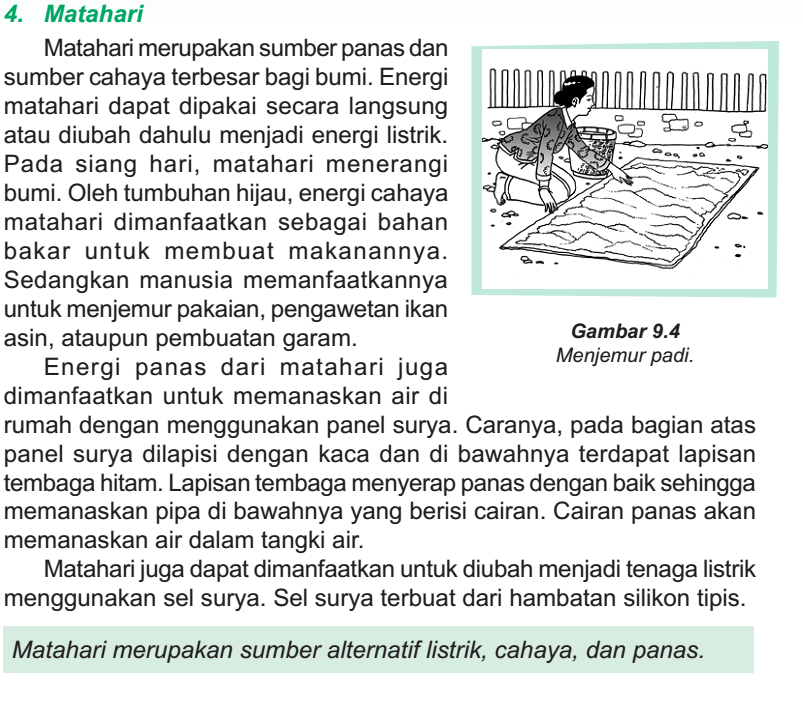 4. Matahari
Matahari merupakan sumber panas dan
sumber cahaya terbesar bagi bumi. Energi
matahari dapat dipakai secara langsung
atau diubah dahulu menjadi energi listrik.
Pada siang hari, matahari menerangi
bumi. Oleh tumbuhan hijau, energi cahaya
matahari dimanfaatkan sebagai bahan
bakar untuk membuat makanannya.
Sedangkan manusia memanfaatkannya
untuk menjemur pakaian, pengawetan ikan
asin, ataupun pembuatan garam.
Gambar 9.4
Menjemur padi.
Energi panas dari matahari juga
dimanfaatkan untuk memanaskan air di
rumah dengan menggunakan panel surya. Caranya, pada bagian atas
panel surya dilapisi dengan kaca dan di bawahnya terdapat lapisan
tembaga hitam. Lapisan tembaga menyerap panas dengan baik sehingga
memanaskan pipa di bawahnya yang berisi cairan. Cairan panas akan
memanaskan air dalam tangki air.
Matahari juga dapat dimanfaatkan untuk diubah menjadi tenaga listrik
menggunakan sel surya. Sel surya terbuat dari hambatan silikon tipis.
Matahari merupakan sumber alternatif listrik, cahaya, dan panas.